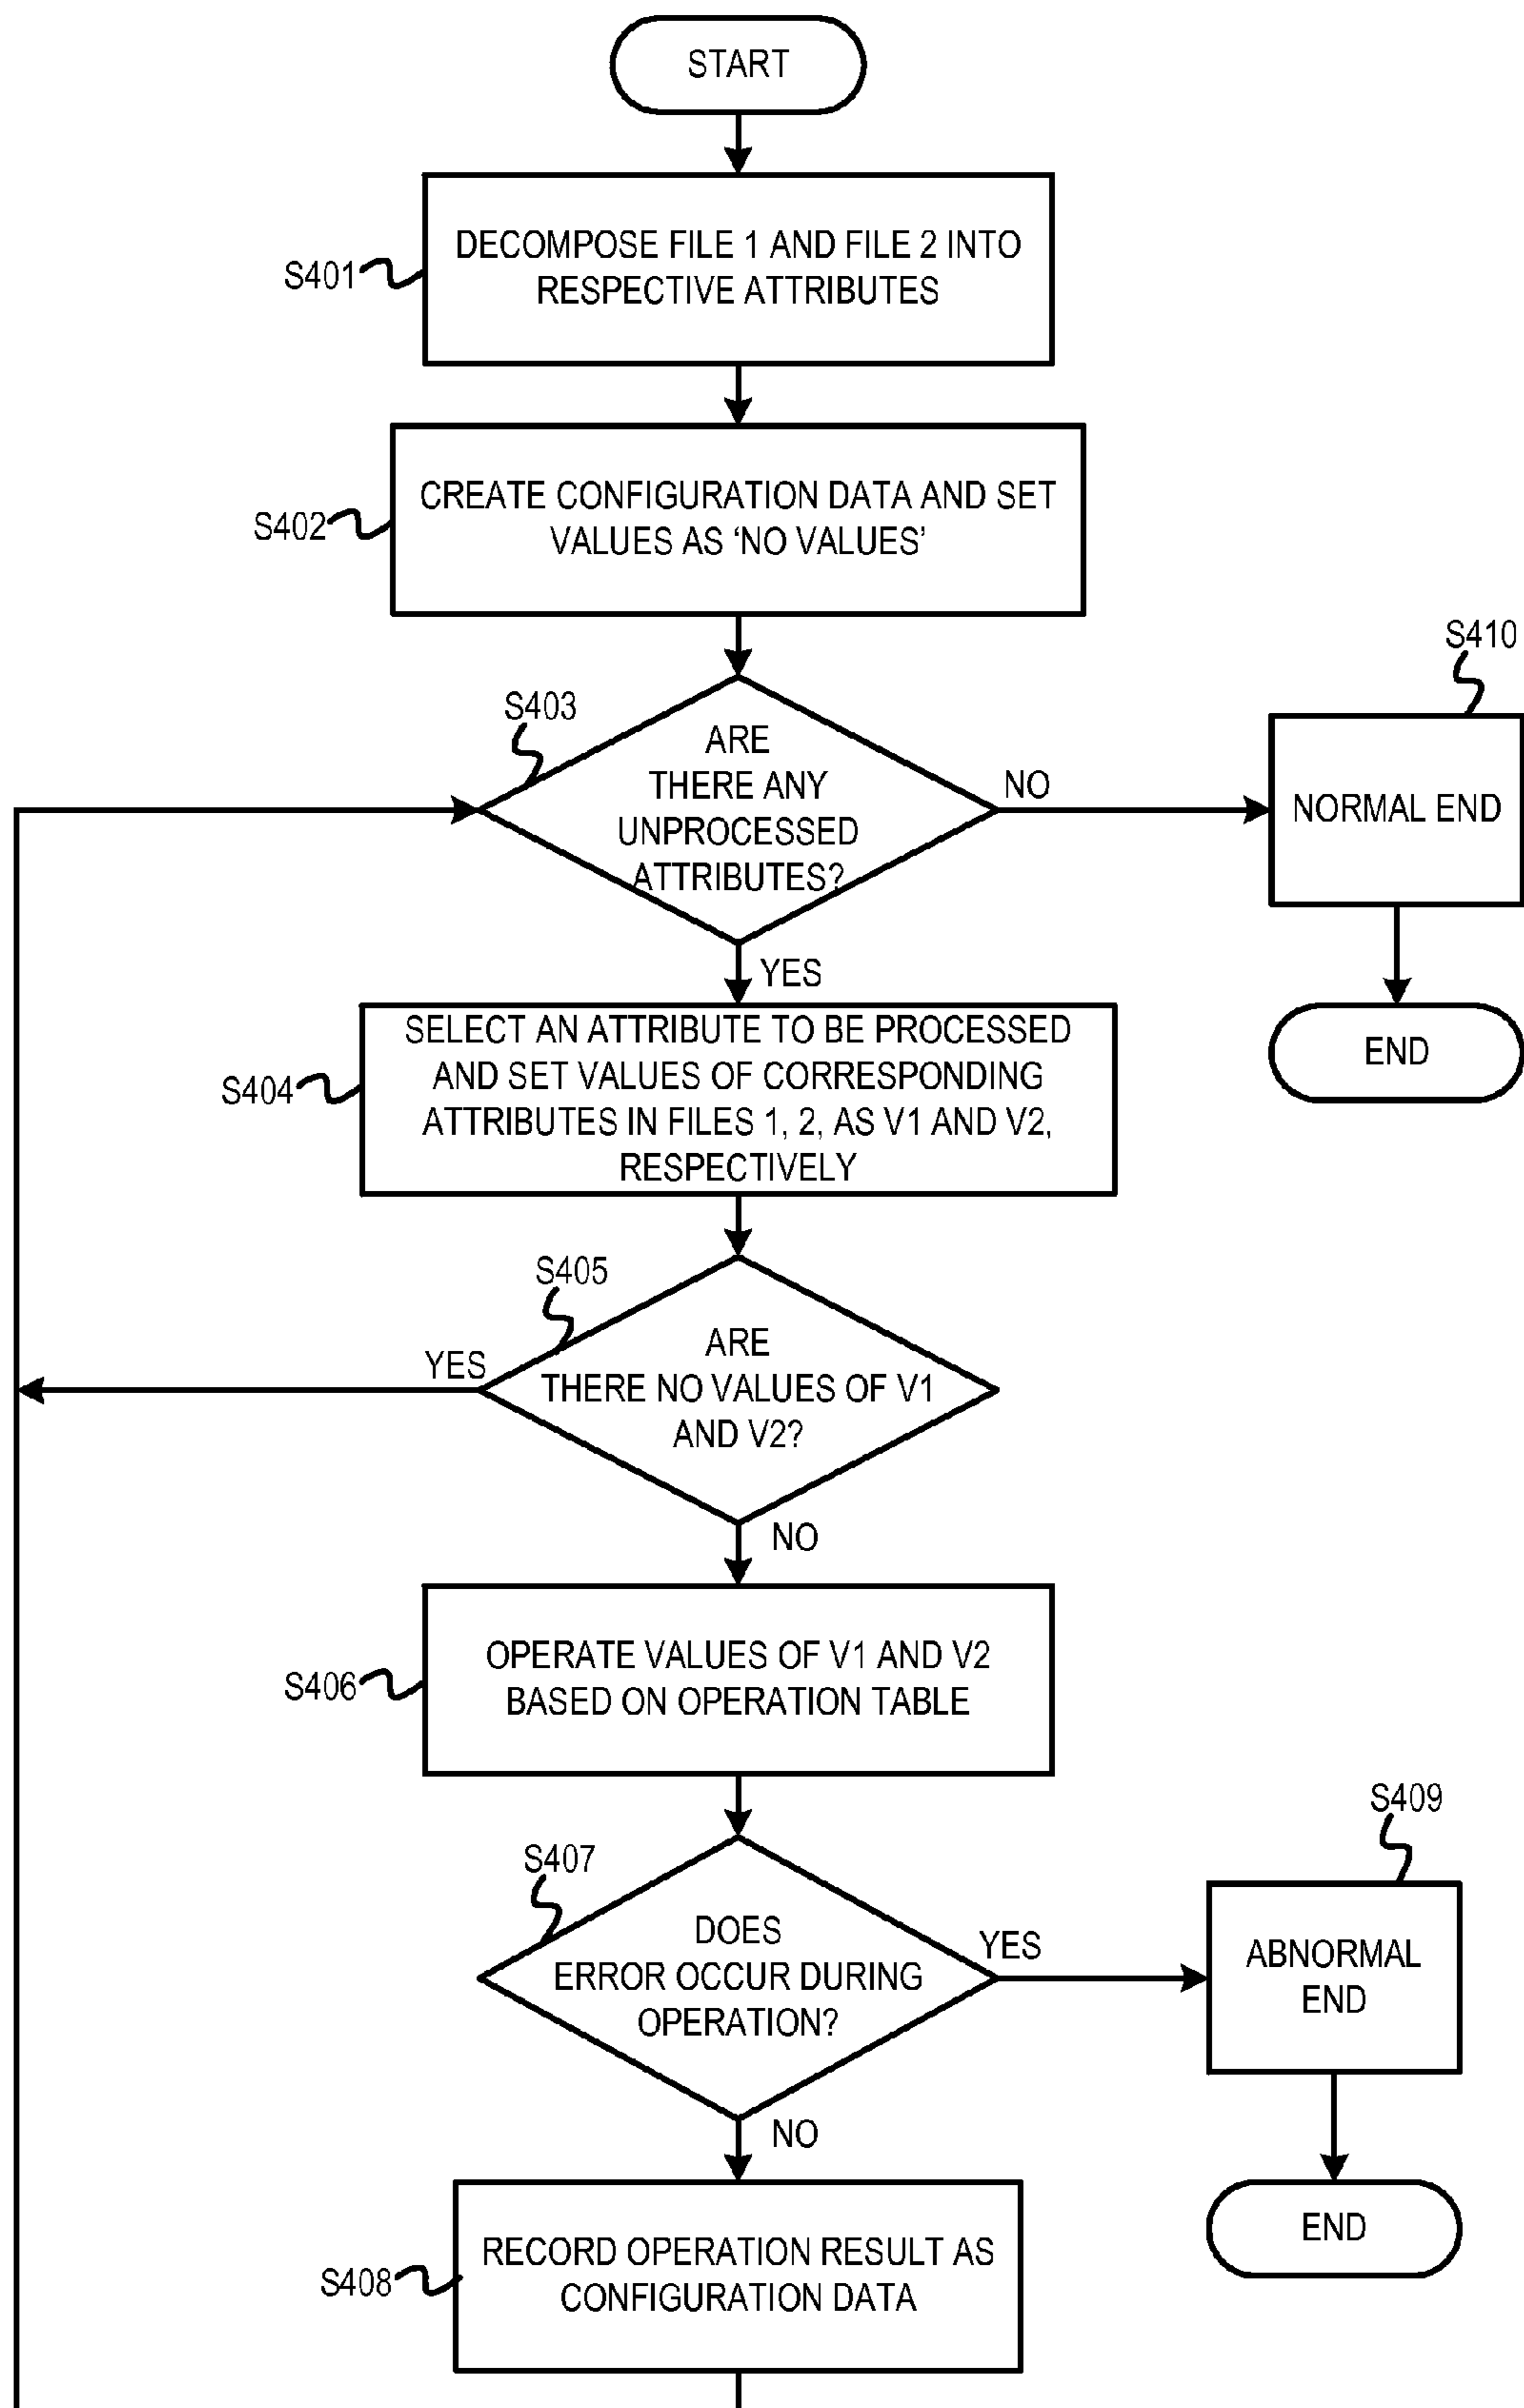 START
S401
DECOMPOSE FILE 1 AND FILE 2 INTO
RESPECTIVE ATTRIBUTES
S402
CREATE CONFIGURATION DATA AND SET
VALUES AS ‘NO VALUES’
S403
ARE
THERE ANY
UNPROCESSED
ATTRIBUTES?
NO
S410
NORMAL END
END
YES
S404
SELECT AN ATTRIBUTE TO BE PROCESSED
AND SET VALUES OF CORRESPONDING
ATTRIBUTES IN FILES 1, 2, AS V1 AND V2,
RESPECTIVELY
S405
YES
ARE
THERE NO VALUES OF V1
AND V2?
NO
S406
OPERATE VALUES OF V1 AND V2
BASED ON OPERATION TABLE
S407
DOES
ERROR OCCUR DURING
OPERATION?
YES
S409
ABNORMAL
END
END
NO
S408
RECORD OPERATION RESULT AS
CONFIGURATION DATA